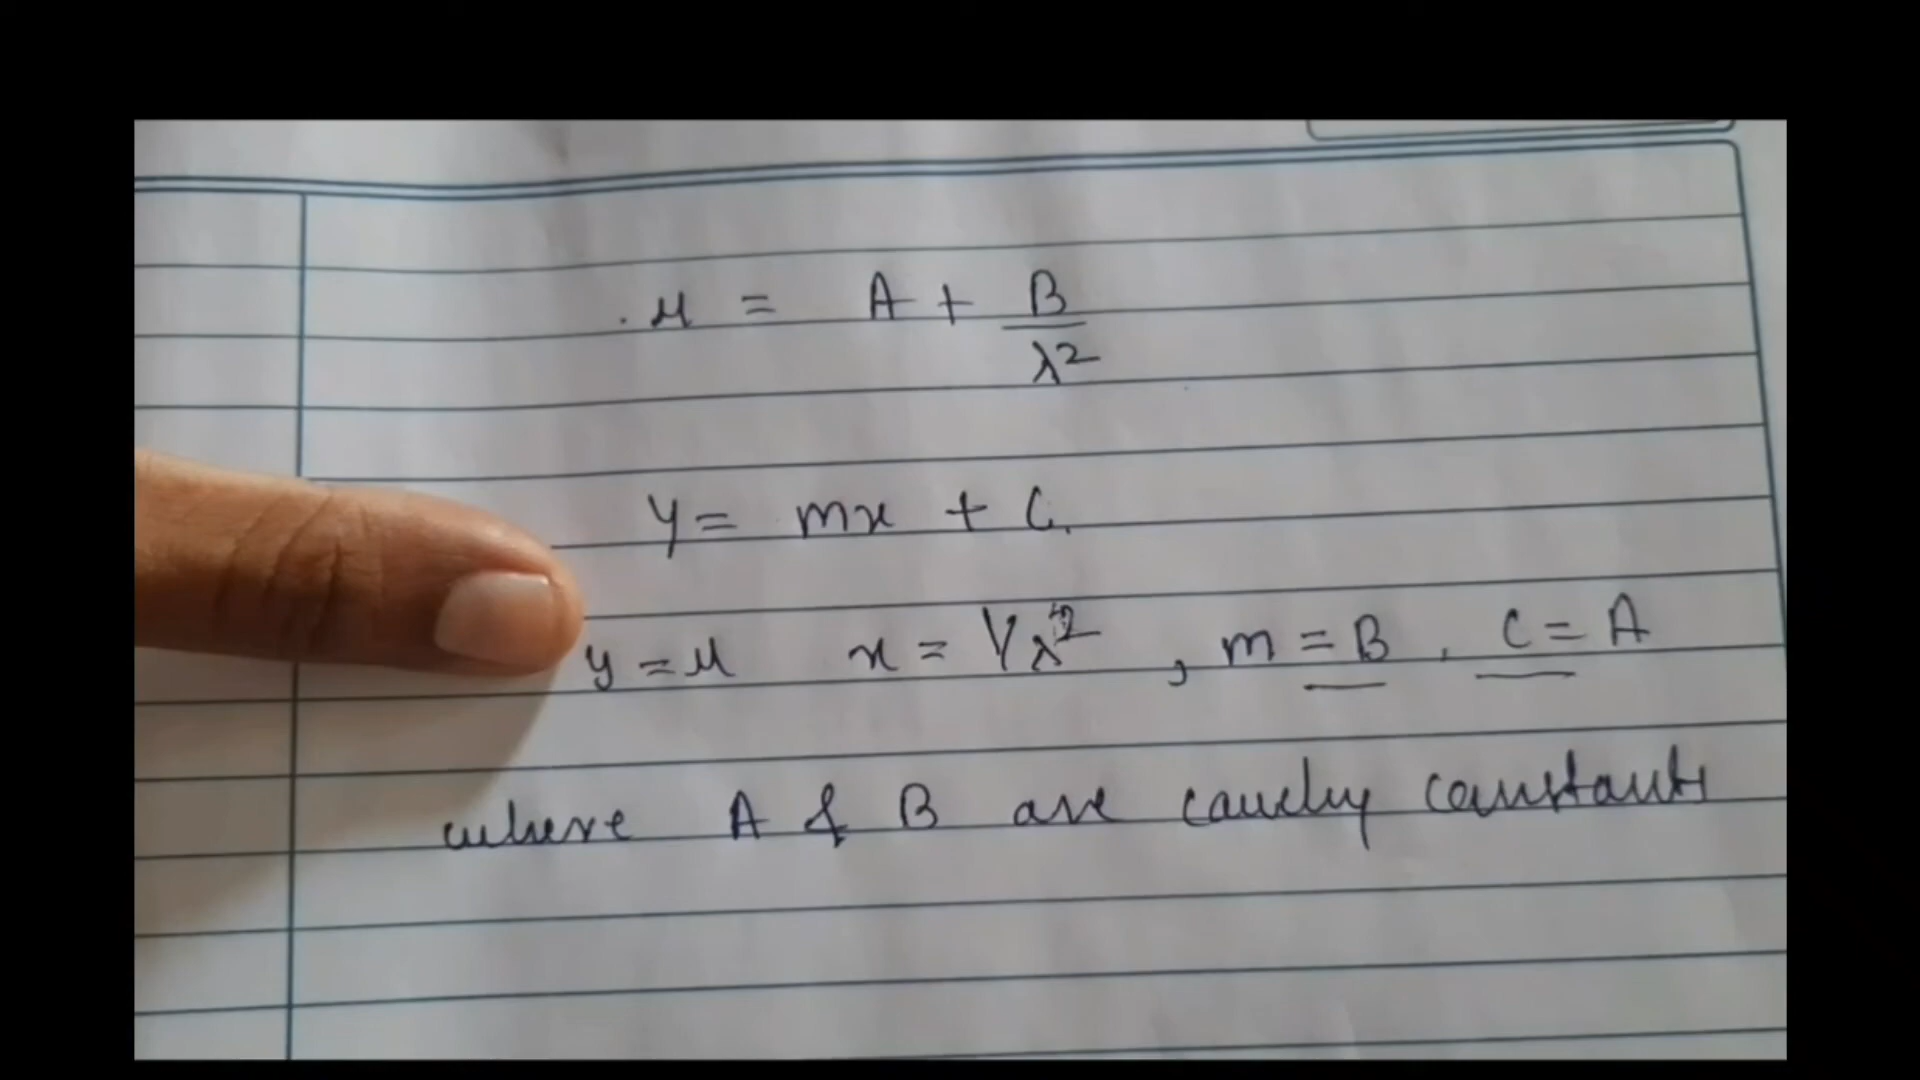 μ = A + B/λ²
y = mx + c.
y = μ x = 1/λ² , m = B , c = A
where A & B are cauchy constants